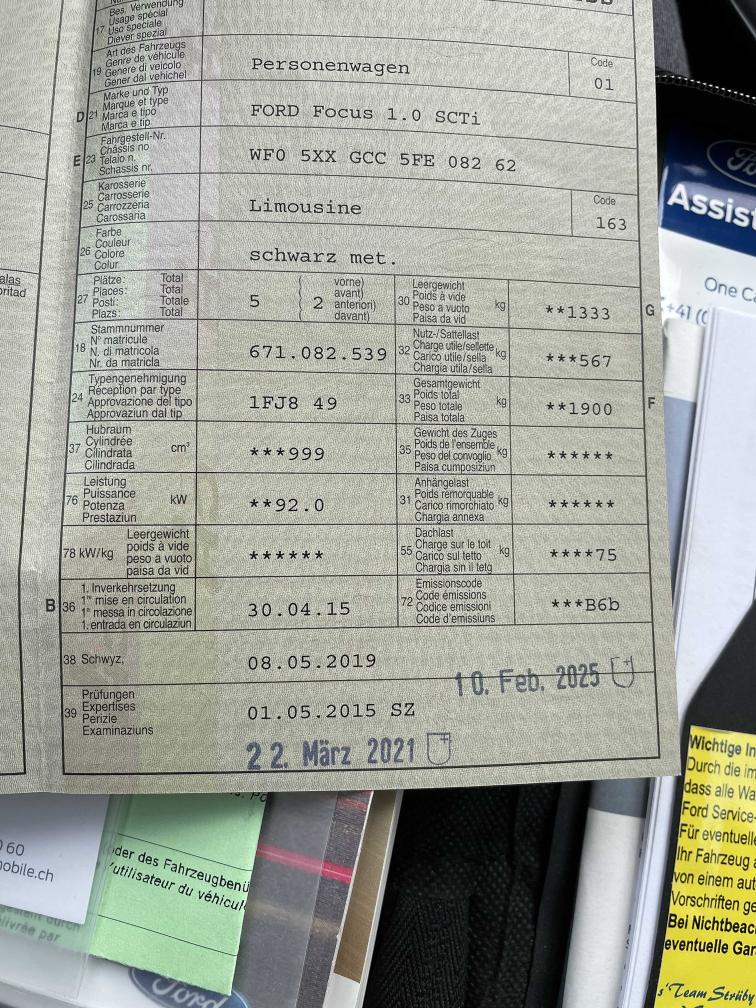 Bes. Verwendung
Usage spécial
17 Uso speciale
Diever spezial
Art des Fahrzeugs
Genre de véhicule
19 Genere di veicolo
Gener dal vehichel
Personenwagen
Code
01
Marke und Typ
Marque et type
D 21 Marca e tipo
Marca e tip
FORD Focus 1.0 SCTi
Fahrgestell-Nr.
Châssis no
E 23 Telaio n.
Schassis nr.
WF0 5XX GCC 5FE 082 62
Karosserie
Carrosserie
25 Carrozzeria
Carossaria
Limousine
Code
163
Farbe
Couleur
26 Colore
Colur
schwarz met.
Plätze: Total
Places: Total
27 Posti: Totale
Plazs: Total
5
2
vorne)
avant)
anteriori)
davant)
Leergewicht
Poids à vide
30 Peso a vuoto kg
Paisa da vid
**1333
G
Stammnummer
N° matricule
18 N. di matricola
Nr. da matricla
671.082.539
Nutz-/Sattellast
Charge utile/sellette
32 Carico utile/sella kg
Chargia utila/sella
***567
Typengenehmigung
Réception par type
24 Approvazione del tipo
Approvaziun dal tip
1FJ8 49
Gesamtgewicht
Poids total
33 Peso totale kg
Paisa totala
**1900
F
Hubraum
37 Cylindrée cm³
Cilindrata
Cilindrada
***999
Gewicht des Zuges
Poids de l'ensemble
35 Peso del convoglio kg
Paisa cumposiziun
******
Leistung
76 Puissance kW
Potenza
Prestaziun
**92.0
Anhängelast
Poids remorquable
31 Carico rimorchiato kg
Chargia annexa
******
Leergewicht
78 kW/kg poids à vide
peso a vuoto
paisa da vid
******
Dachlast
Charge sur le toit
55 Carico sul tetto kg
Chargia sin il tetg
****75
1. Inverkehrsetzung
B 36 1re mise en circulation
1a messa in circolazione
1. entrada en circulaziun
30.04.15
Emissionscode
Code émissions
72 Codice emissioni
Code d'emissiuns
***B6b
38 Schwyz,
08.05.2019
10. Feb. 2025
Prüfungen
39 Expertises
Perizie
Examinaziuns
01.05.2015 SZ
22. März 2021
Assist
One Ca
+41 (0
Wichtige In
Durch die im
dass alle Wa
Ford Service-
Für eventuelle
Ihr Fahrzeug
von einem aut
Vorschriften ge
Bei Nichtbeac
eventuelle Gar
s'Team Strüby
0 60
mobile.ch
oder des Fahrzeugbenü
l'utilisateur du véhicul
ivrée par
Ford